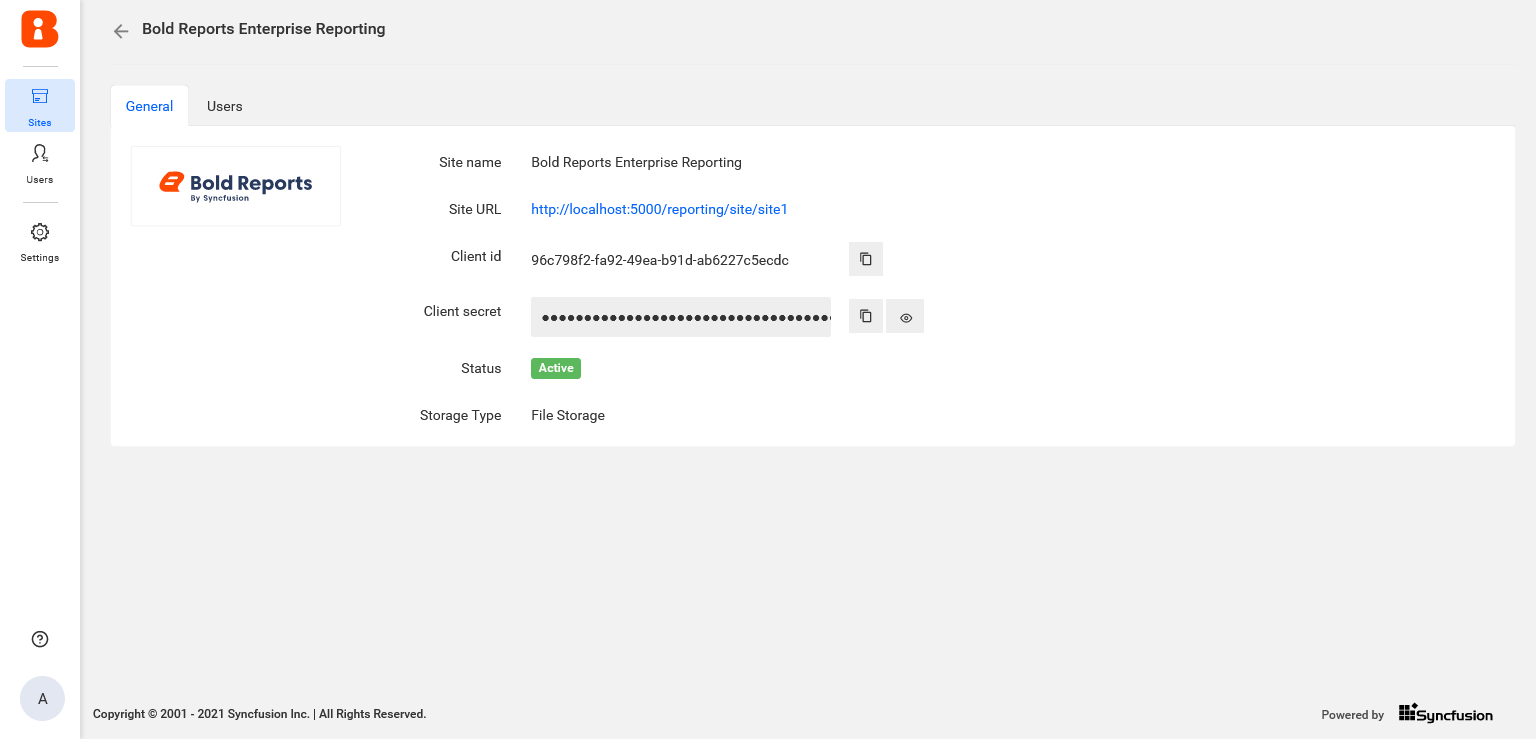 Bold Reports Enterprise Reporting
Sites
Users
Settings
A
General Users
Bold Reports
By Syncfusion
Site name Bold Reports Enterprise Reporting
Site URL http://localhost:5000/reporting/site/site1
Client id 96c798f2-fa92-49ea-b91d-ab6227c5ecdc
Client secret ••••••••••••••••••••••••••••••••••
Status Active
Storage Type File Storage
Copyright © 2001 - 2021 Syncfusion Inc. | All Rights Reserved.
Powered by Syncfusion